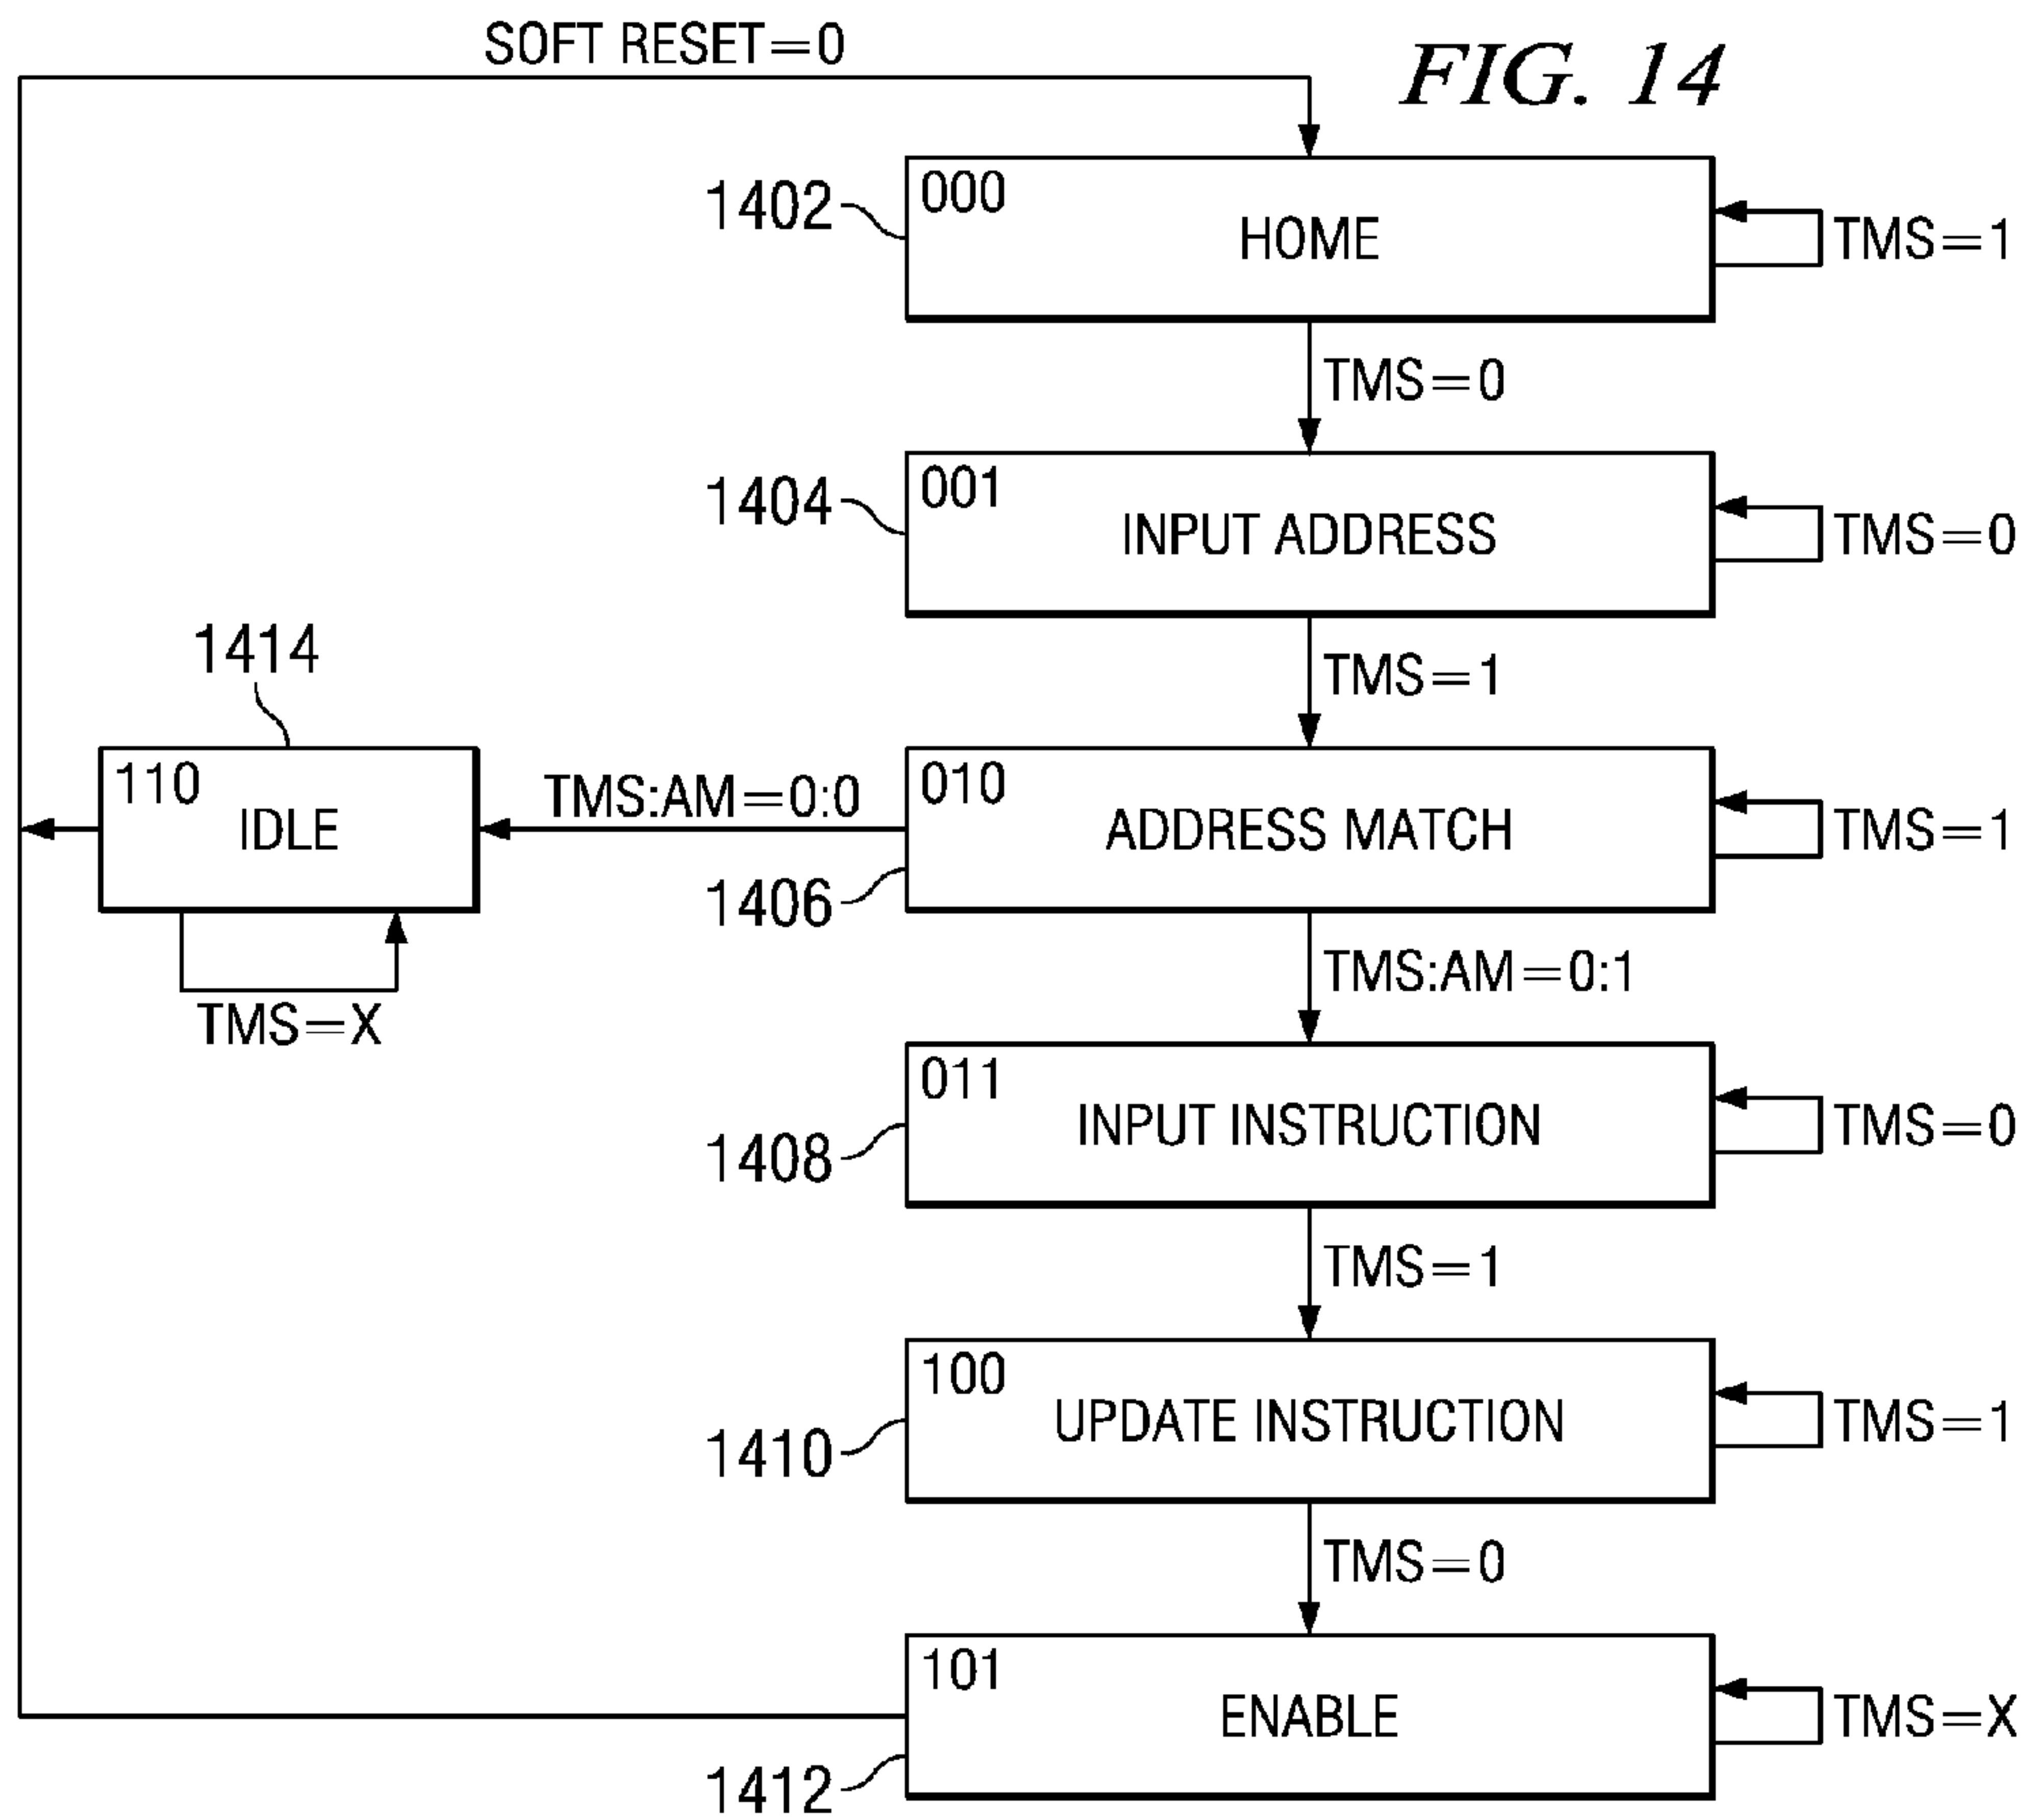 SOFT RESET=0
FIG. 14
1402
000
HOME
TMS=1
TMS=0
1404
001
INPUT ADDRESS
TMS=0
TMS=1
1414
110
IDLE
TMS=X
TMS:AM=0:0
010
ADDRESS MATCH
TMS=1
1406
TMS:AM=0:1
011
INPUT INSTRUCTION
TMS=0
1408
TMS=1
100
UPDATE INSTRUCTION
TMS=1
1410
TMS=0
101
ENABLE
TMS=X
1412